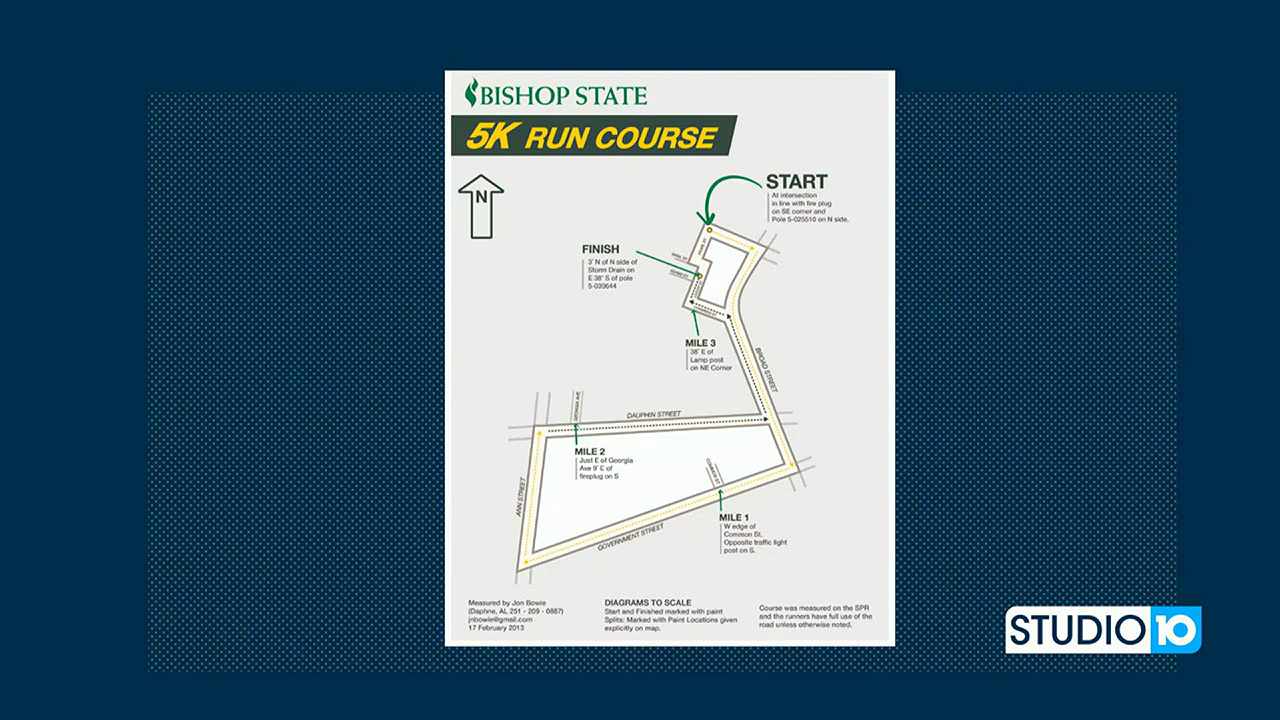 BISHOP STATE
5K RUN COURSE
N
START
At intersection
in line with fire plug
on SE corner and
Pole 5-025510 on N side.
FINISH
3' N of N side of
Storm Drain on
E 38' S of pole
5-030644
MILE 3
38' E of
Lamp post
on NE Corner
BROAD STREET
GEORGIA AVE
DAUPHIN STREET
MILE 2
Just E of Georgia
Ave 9' E of
fireplug on S
ANN STREET
COMMON ST.
GOVERNMENT STREET
MILE 1
W edge of
Common St.
Opposite traffic light
post on S.
Measured by Jon Bowie
(Daphne, AL 251 - 209 - 0887)
jnbowie@gmail.com
17 February 2013
DIAGRAMS TO SCALE
Start and Finished marked with paint
Splits: Marked with Paint Locations given
explicitly on map.
Course was measured on the SPR
and the runners have full use of the
road unless otherwise noted.
STUDIO 10